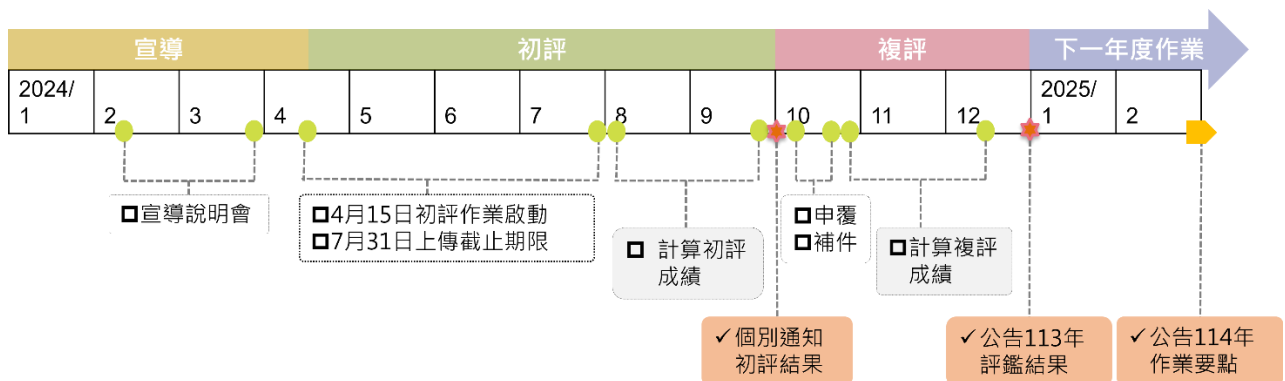 宣導 初評 複評 下一年度作業
2024/ 2025/
1 2 3 4 5 6 7 8 9 10 11 12 1 2
□宣導說明會
□4月15日初評作業啟動
□7月31日上傳截止期限
□ 計算初評
成績
□申覆
□補件
□計算複評
成績
✓個別通知
初評結果
✓公告113年
評鑑結果
✓公告114年
作業要點